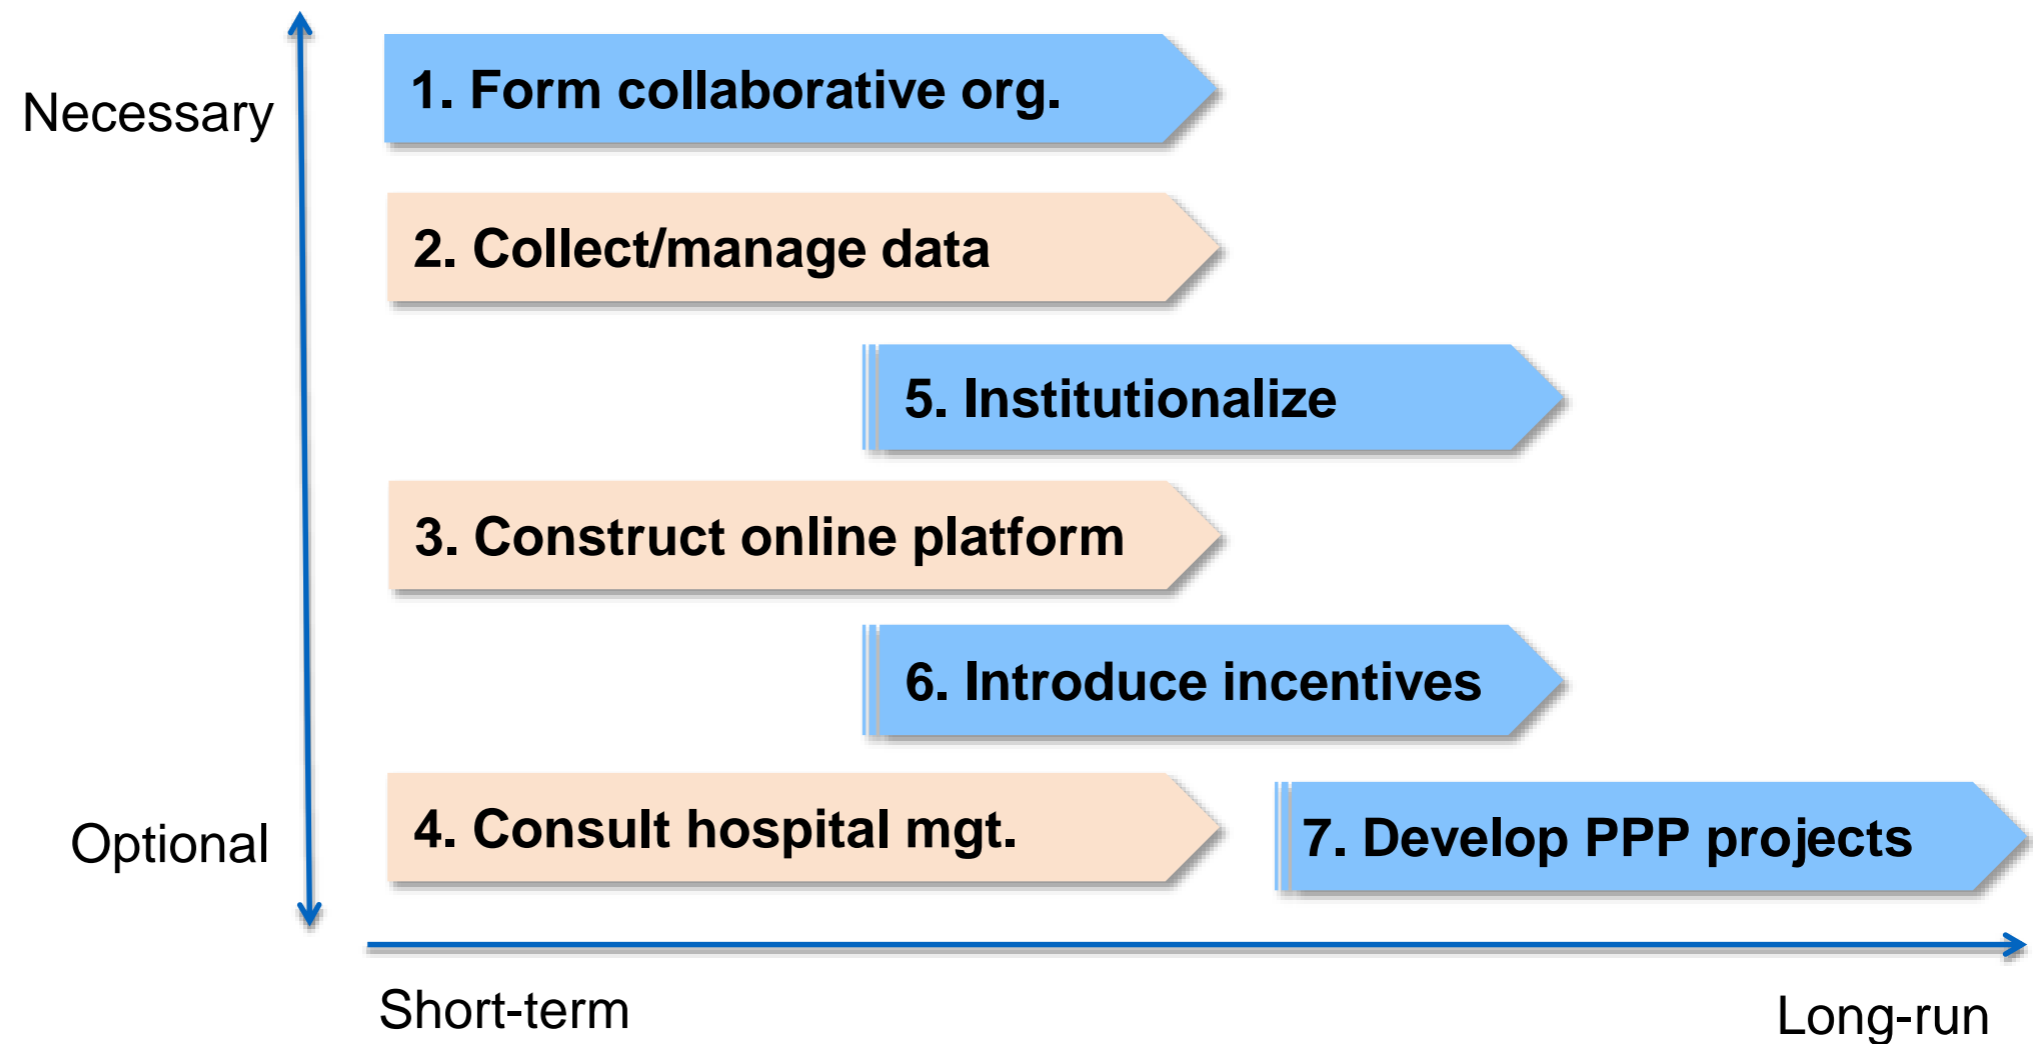 Necessary
1. Form collaborative org.
2. Collect/manage data
5. Institutionalize
3. Construct online platform
6. Introduce incentives
Optional
4. Consult hospital mgt.
7. Develop PPP projects
Short-term
Long-run